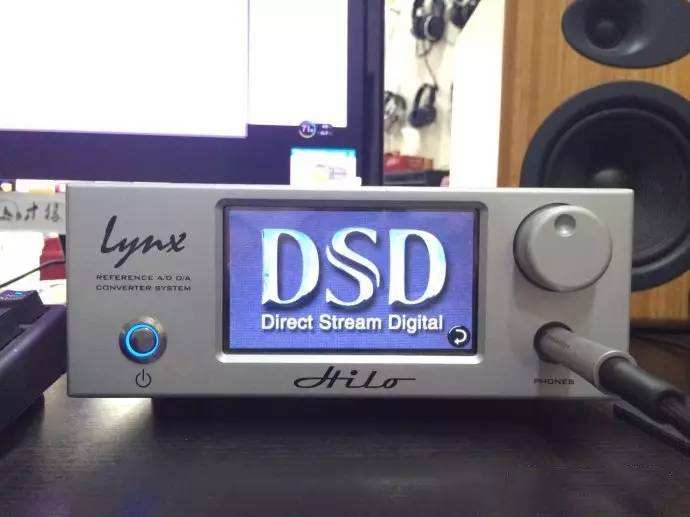 Lynx
REFERENCE A/D D/A
CONVERTER SYSTEM
DSD
Direct Stream Digital
Hilo
PHONES